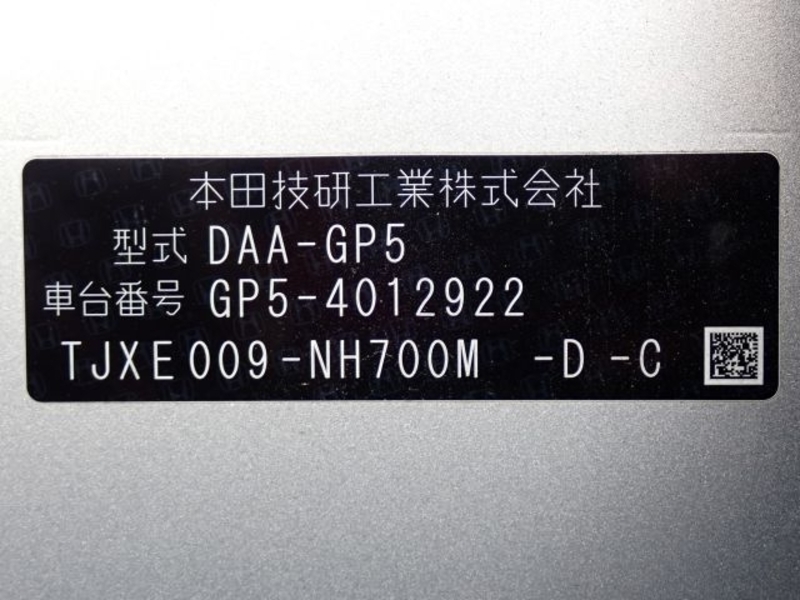 本田技研工業株式会社
型式 DAA-GP5
車台番号 GP5-4012922
TJXE009-NH700M -D -C